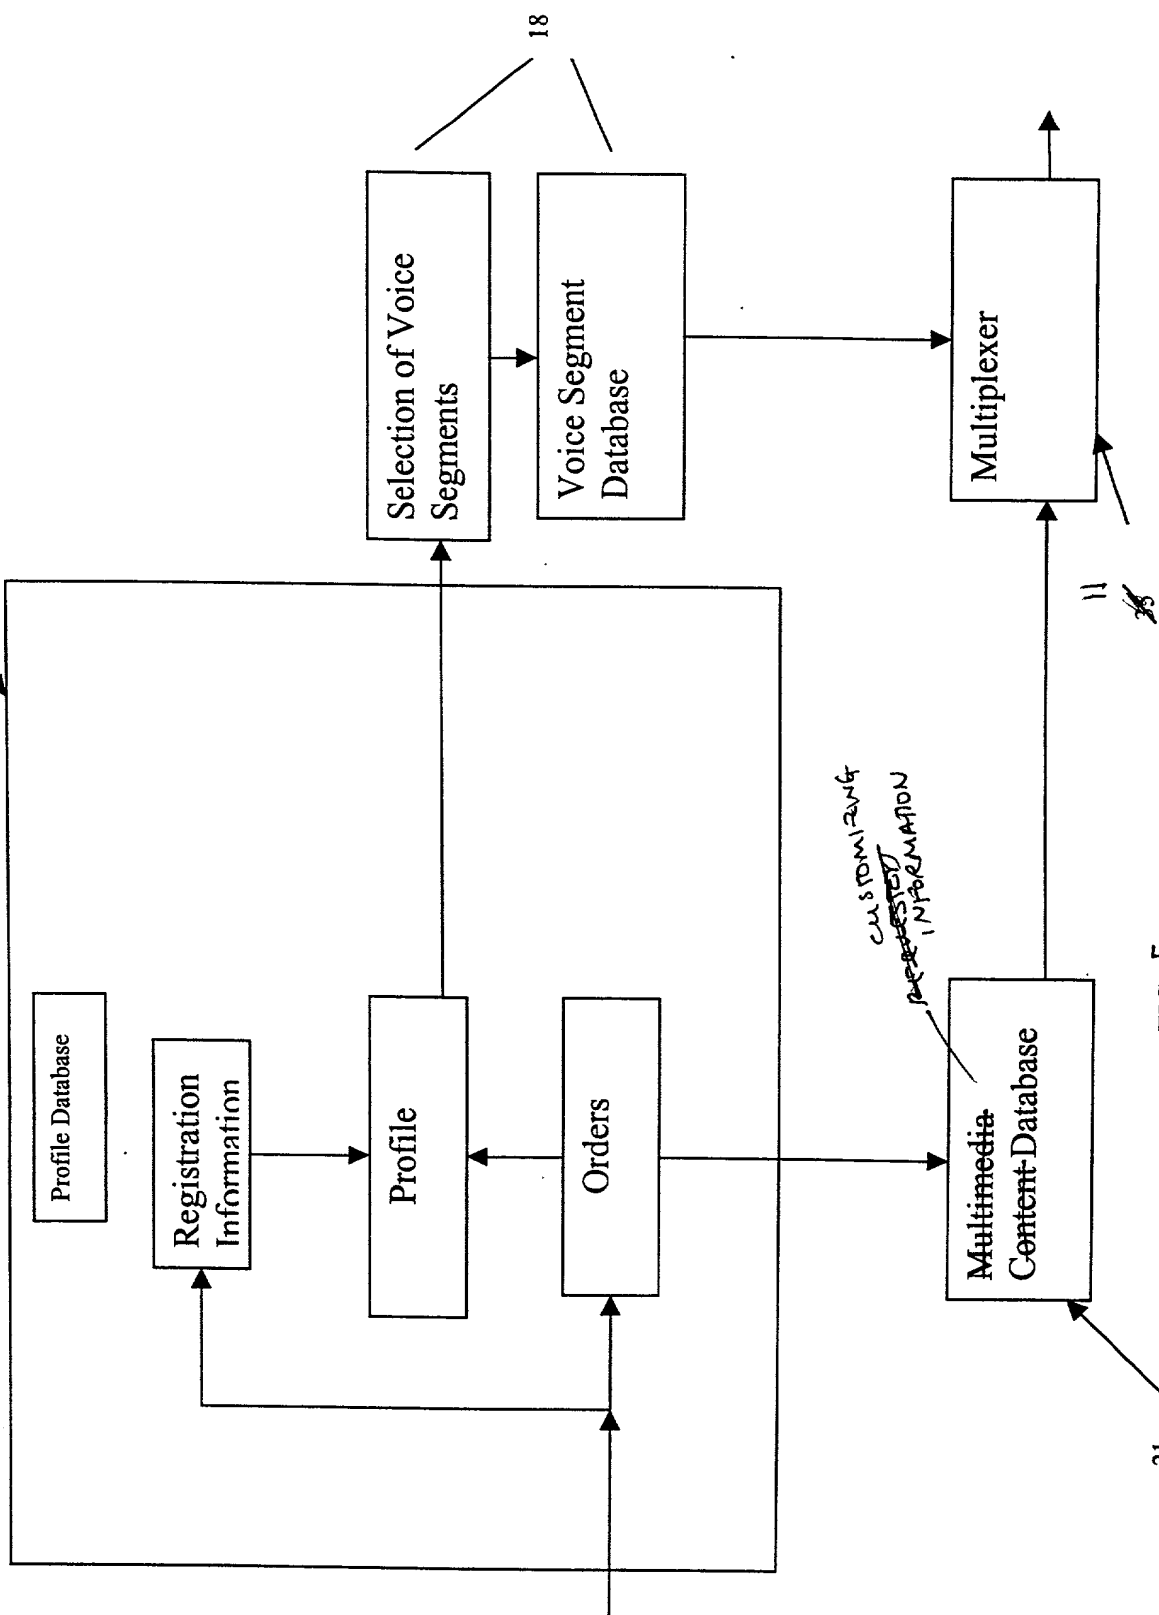 Profile Database
Registration
Information
Profile
Orders
Selection of Voice
Segments
Voice Segment
Database
18
CUSTOMIZING
REQUESTED
INFORMATION
Multimedia
Content Database
Multiplexer
11